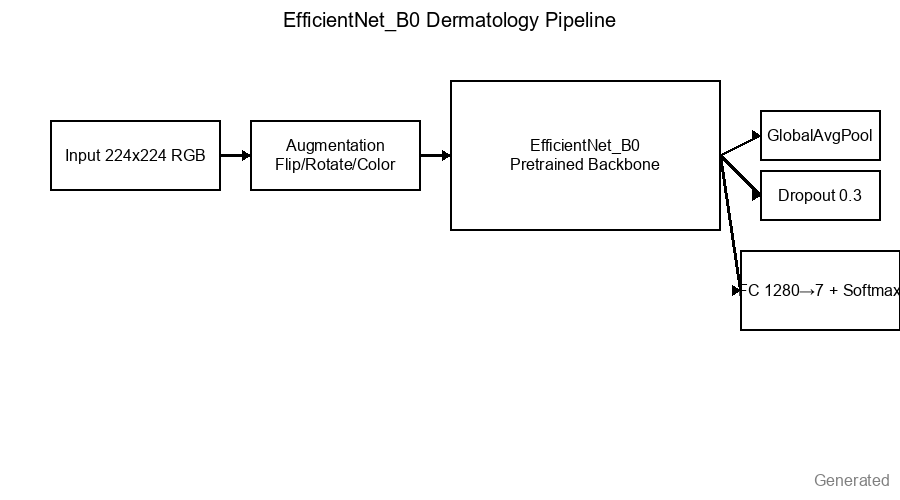 EfficientNet_B0 Dermatology Pipeline
Input 224x224 RGB
Augmentation
Flip/Rotate/Color
EfficientNet_B0
Pretrained Backbone
GlobalAvgPool
Dropout 0.3
FC 1280→7 + Softmax
Generated